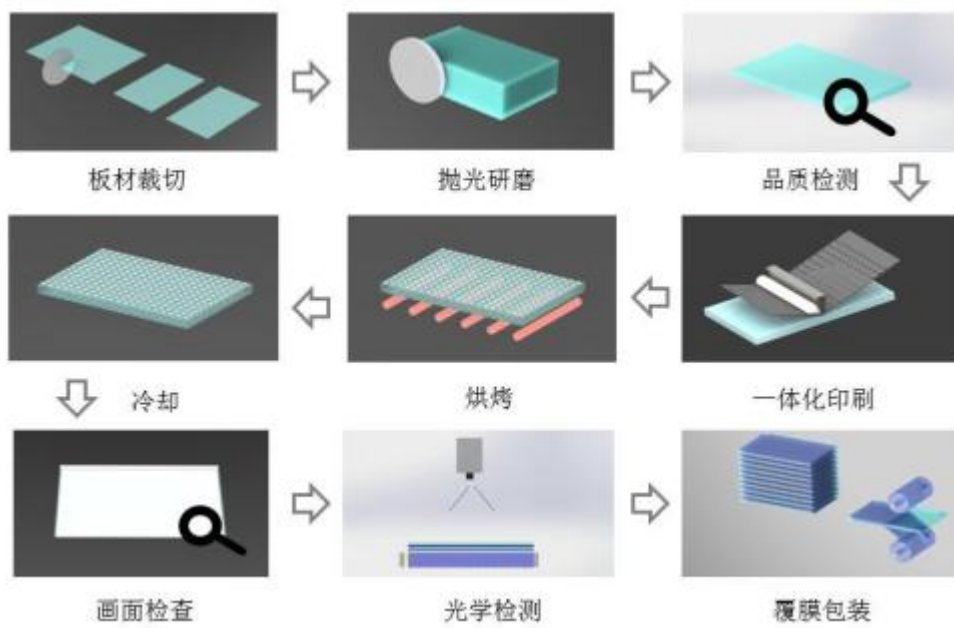 板材裁切
抛光研磨
品质检测
冷却
烘烤
一体化印刷
画面检查
光学检测
覆膜包装